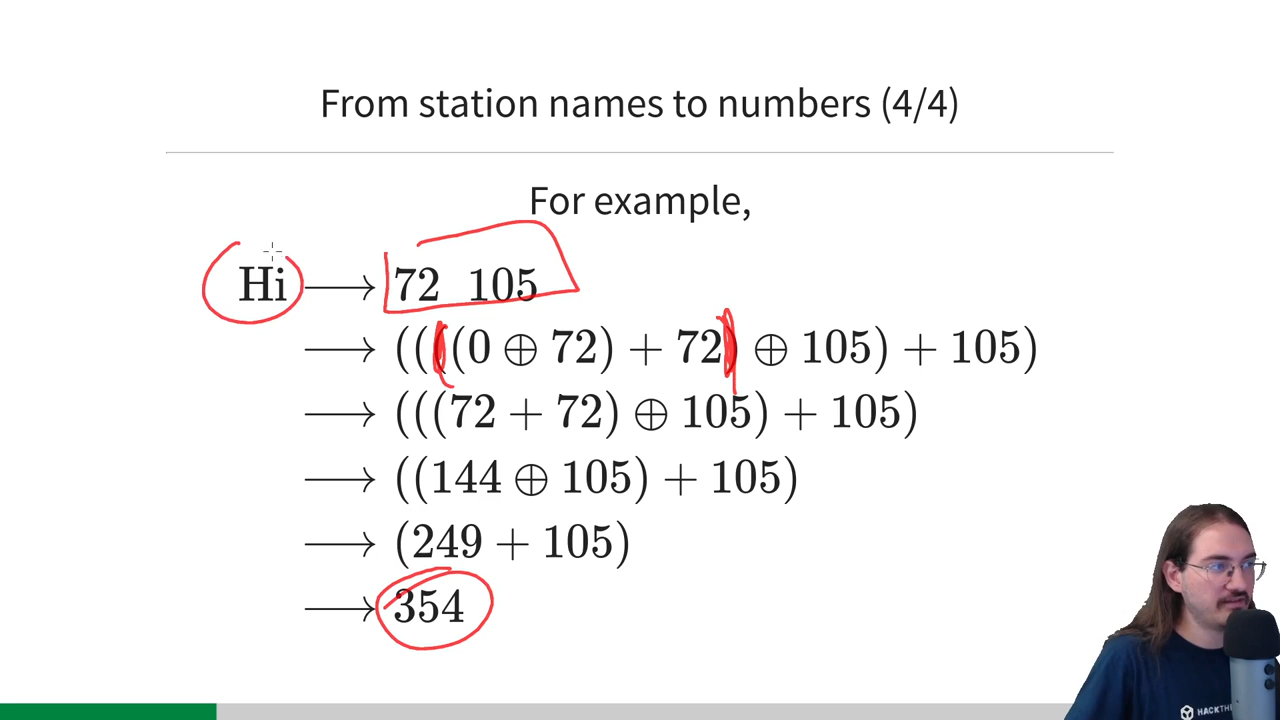 From station names to numbers (4/4)
For example,
Hi ⟶ 72 105
⟶ ((((0 ⊕ 72) + 72) ⊕ 105) + 105)
⟶ (((72 + 72) ⊕ 105) + 105)
⟶ ((144 ⊕ 105) + 105)
⟶ (249 + 105)
⟶ 354